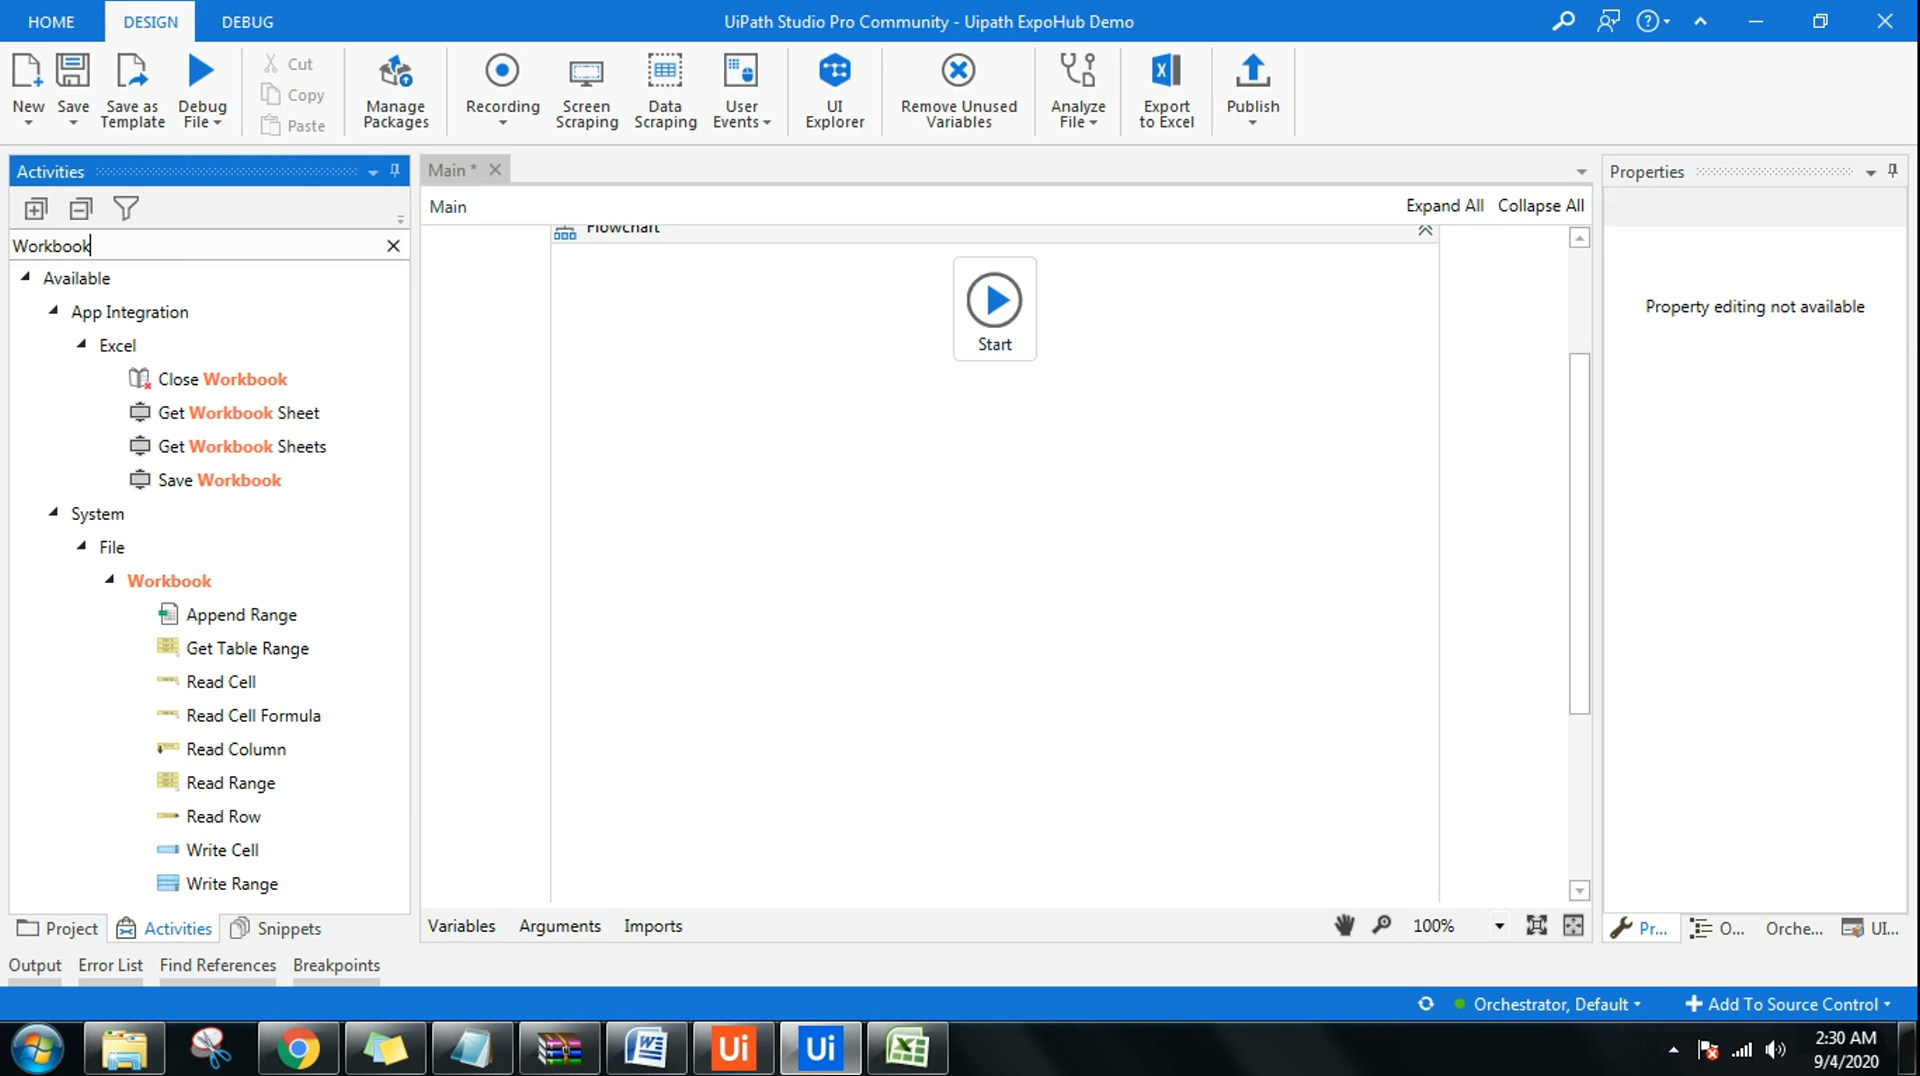 HOME DESIGN DEBUG UiPath Studio Pro Community - Uipath ExpoHub Demo
New Save Save as Template Debug File Cut Copy Paste Manage Packages Recording Screen Scraping Data Scraping User Events UI Explorer Remove Unused Variables Analyze File Export to Excel Publish
Activities
Workbook
Available
App Integration
Excel
Close Workbook
Get Workbook Sheet
Get Workbook Sheets
Save Workbook
System
File
Workbook
Append Range
Get Table Range
Read Cell
Read Cell Formula
Read Column
Read Range
Read Row
Write Cell
Write Range
Project Activities Snippets
Main *
Main Expand All Collapse All
Flowchart
Start
Variables Arguments Imports 100%
Properties
Property editing not available
Pr... O... Orche... UI...
Output Error List Find References Breakpoints
Orchestrator, Default Add To Source Control
Ui Ui
2:30 AM
9/4/2020